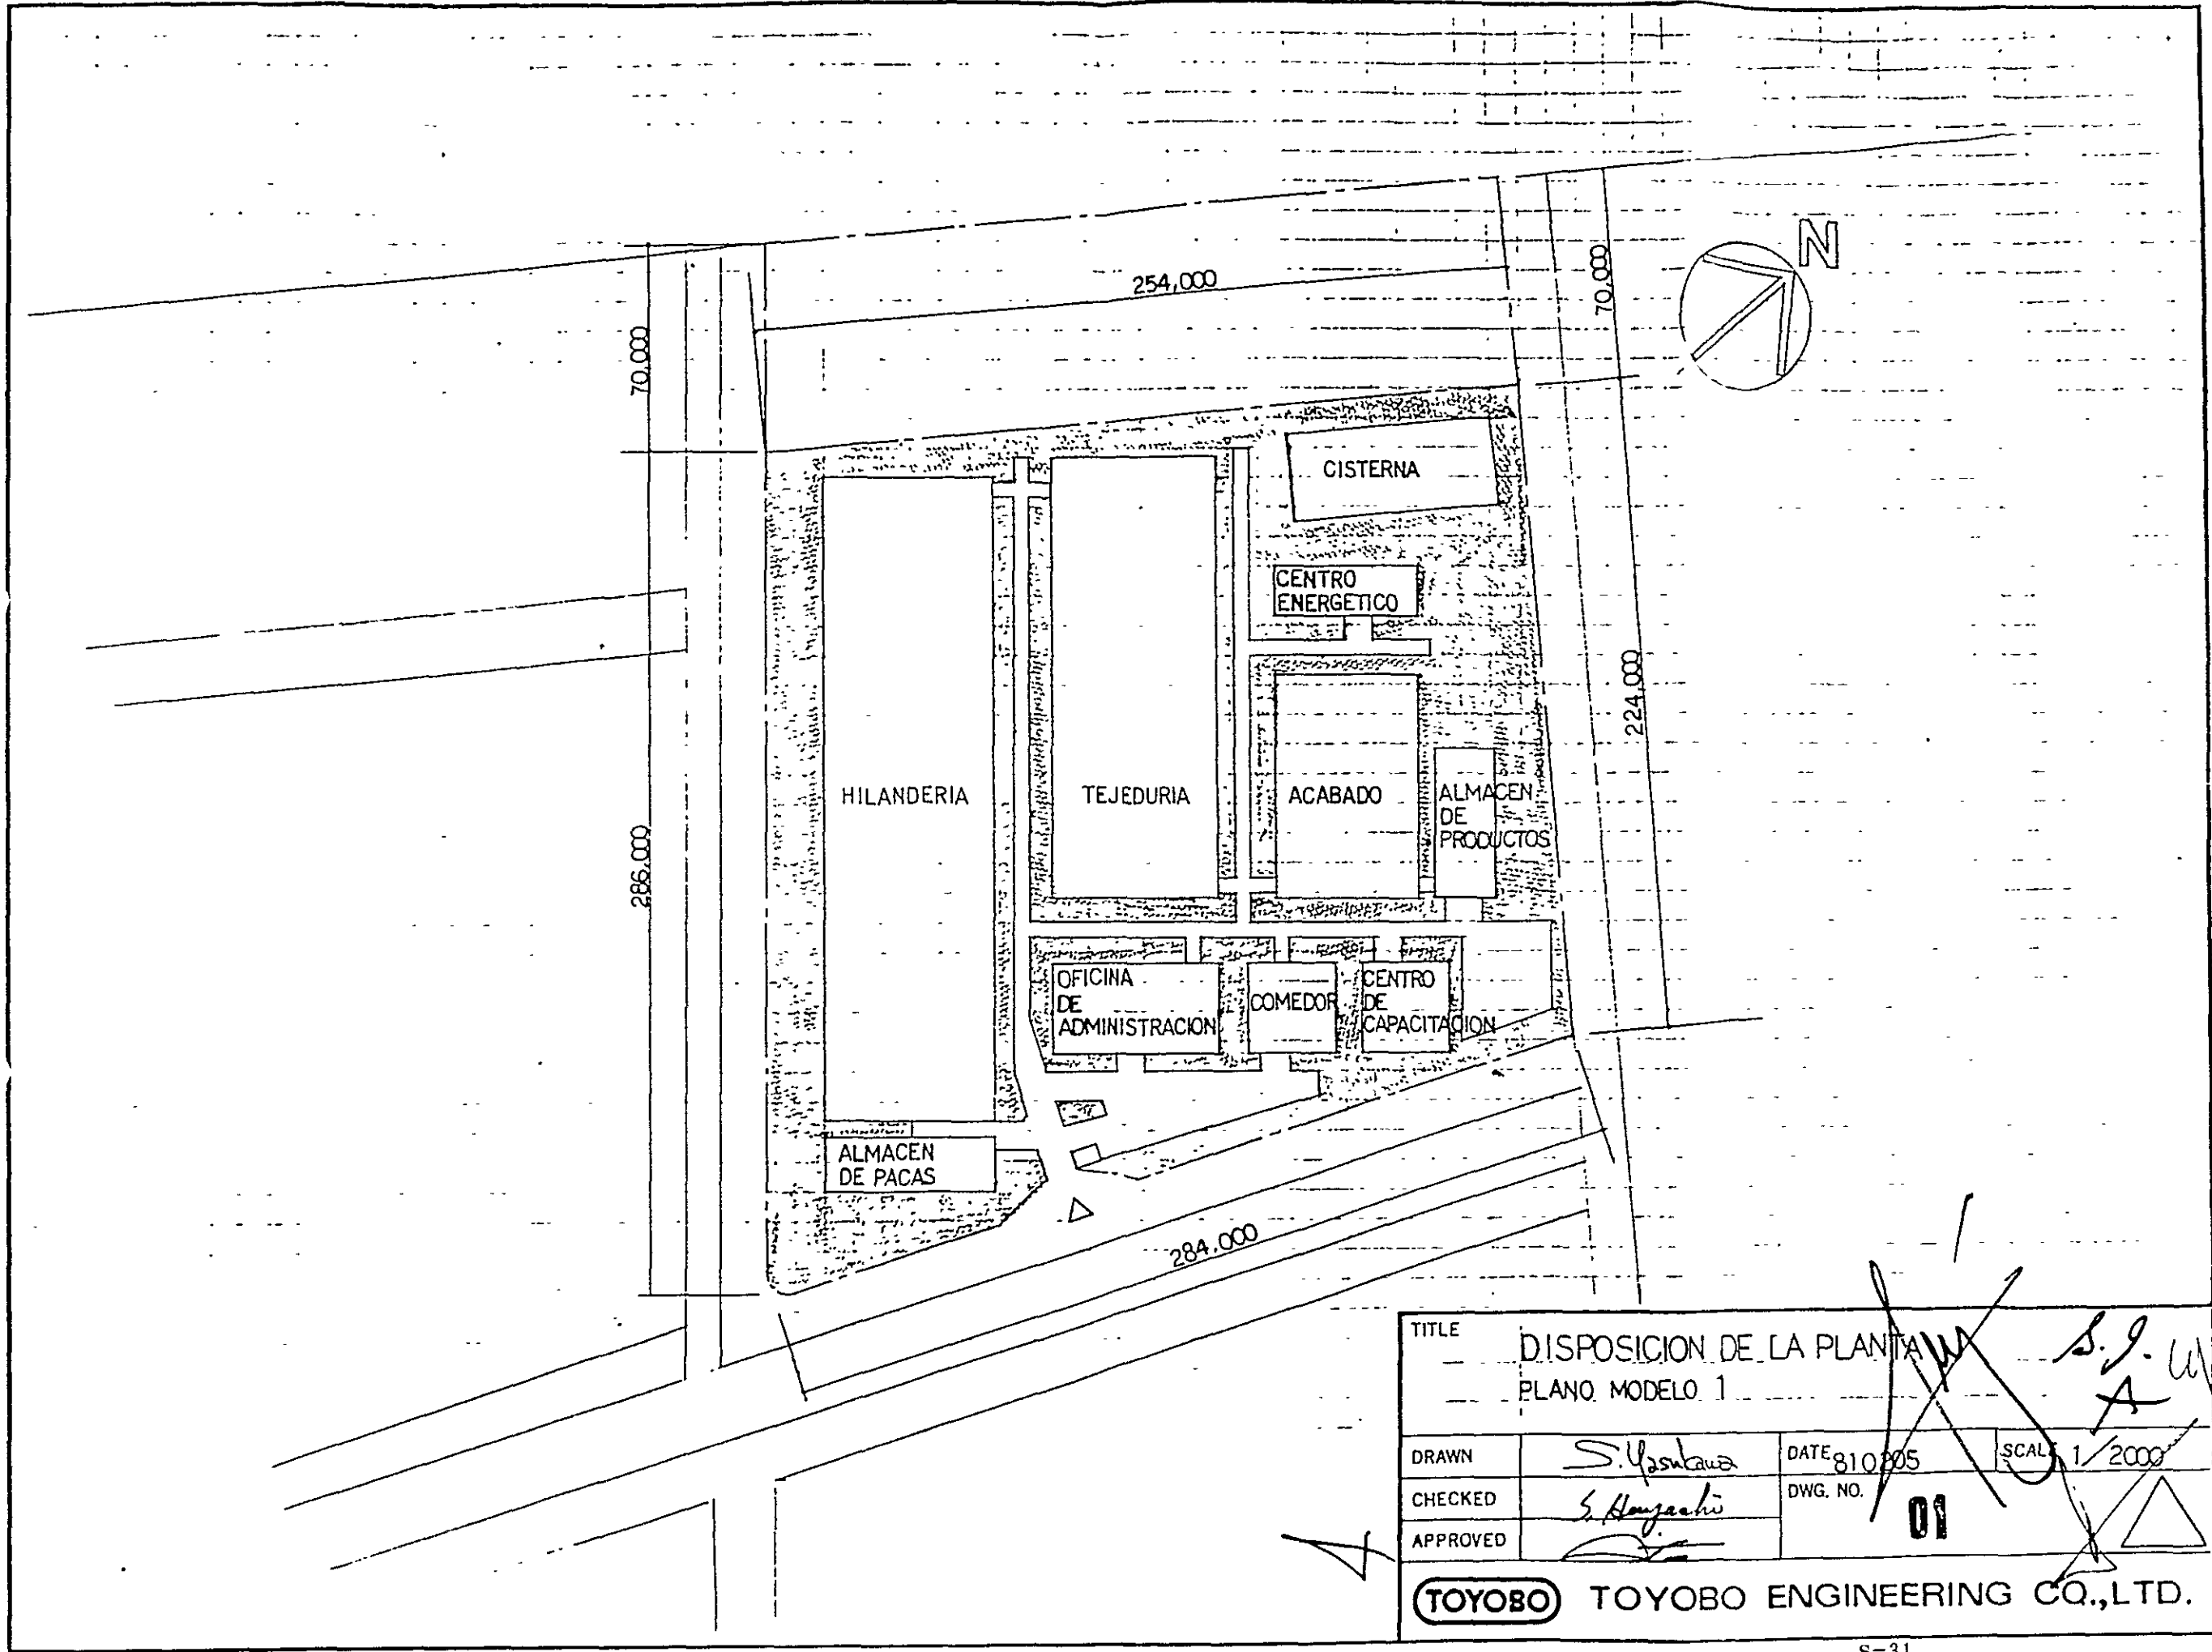 N
254,000
70,000
70,000
CISTERNA
CENTRO
ENERGETICO
224,000
HILANDERIA
TEJEDURIA
ACABADO
ALMACEN
DE
PRODUCTOS
286,000
OFICINA
DE
ADMINISTRACION
COMEDOR
CENTRO
DE
CAPACITACION
ALMACEN
DE PACAS
284,000
TITLE
DISPOSICION DE LA PLANTA
PLANO MODELO 1
S.J.
A
DRAWN
S. Yasukawa
DATE 810205
SCALE 1/2000
CHECKED
DWG. NO.
01
APPROVED
TOYOBO
TOYOBO ENGINEERING CO.,LTD.
S-31